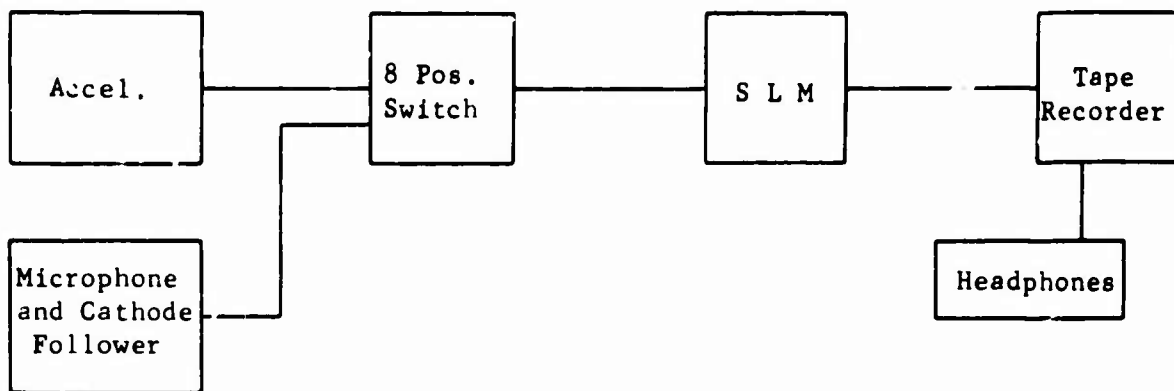 Accel.
8 Pos.
Switch
S L M
Tape
Recorder
Microphone
and Cathode
Follower
Headphones